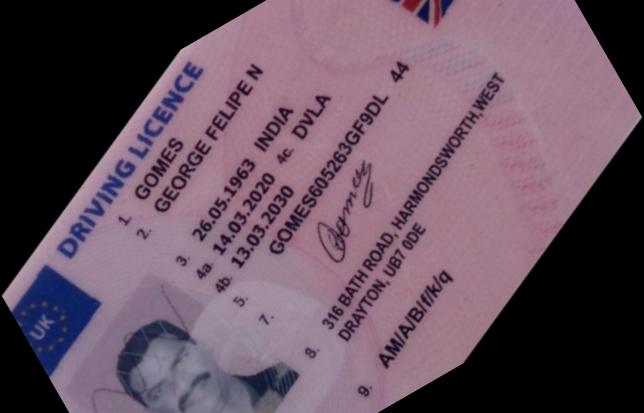 DRIVING LICENCE
UK
1. GOMES
2. GEORGE FELIPE N
3. 26.05.1963 INDIA
4a. 14.03.2020 4c. DVLA
4b. 13.03.2030
5. GOMES605263GF9DL 44
7. Gomes
8. 316 BATH ROAD, HARMONDSWORTH,WEST
DRAYTON, UB7 0DE
9. AM/A/B/f/k/q